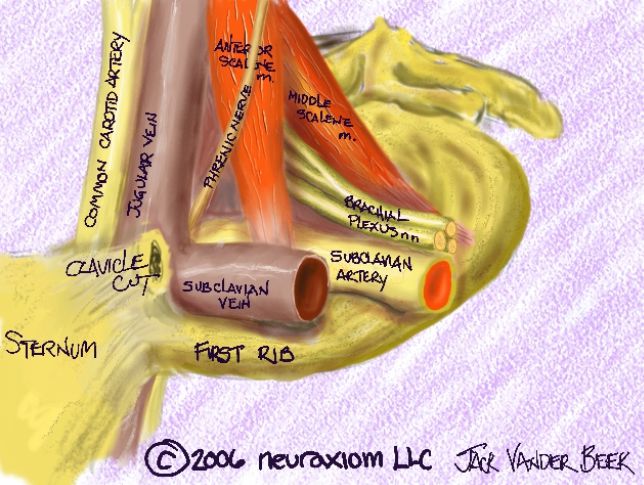 COMMON CAROTID ARTERY
JUGULAR VEIN
ANTERIOR
SCALENE
m.
PHRENIC NERVE
MIDDLE
SCALENE
m.
BRACHIAL
PLEXUS nn
CLAVICLE
CUT
SUBCLAVIAN
VEIN
SUBCLAVIAN
ARTERY
STERNUM
FIRST RIB
©2006 neuraxiom LLC JACK VANDER BEEK